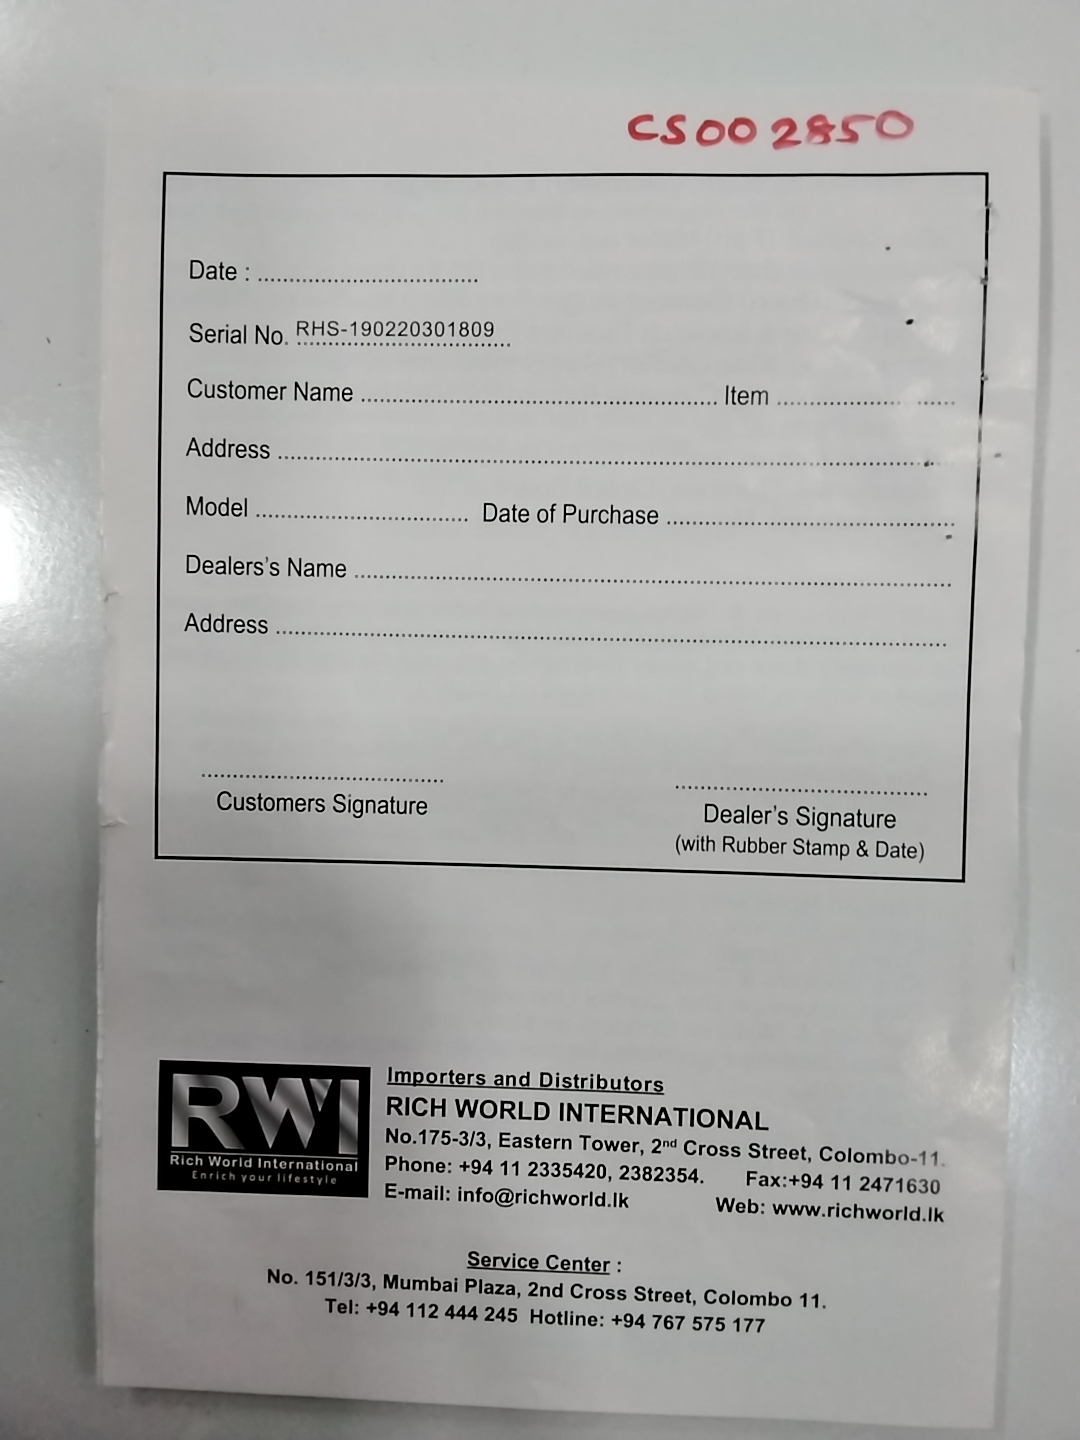 CS002850
Date : ..................................
Serial No. RHS-190220301809
Customer Name ........................................................ Item ............................
Address ........................................................................................................
Model ................................. Date of Purchase .............................................
Dealers's Name .............................................................................................
Address ........................................................................................................
...................................... .......................................
Customers Signature Dealer's Signature
(with Rubber Stamp & Date)
RWI
Rich World International
Enrich your lifestyle
Importers and Distributors
RICH WORLD INTERNATIONAL
No.175-3/3, Eastern Tower, 2nd Cross Street, Colombo-11.
Phone: +94 11 2335420, 2382354. Fax:+94 11 2471630
E-mail: info@richworld.lk Web: www.richworld.lk
Service Center :
No. 151/3/3, Mumbai Plaza, 2nd Cross Street, Colombo 11.
Tel: +94 112 444 245 Hotline: +94 767 575 177